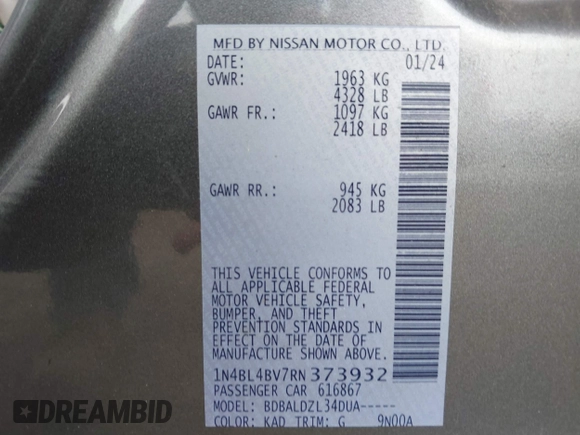 MFD BY NISSAN MOTOR CO., LTD.
DATE: 01/24
GVWR: 1963 KG
4328 LB
GAWR FR.: 1097 KG
2418 LB
GAWR RR.: 945 KG
2083 LB
THIS VEHICLE CONFORMS TO
ALL APPLICABLE FEDERAL
MOTOR VEHICLE SAFETY,
BUMPER, AND THEFT
PREVENTION STANDARDS IN
EFFECT ON THE DATE OF
MANUFACTURE SHOWN ABOVE.
1N4BL4BV7RN373932
PASSENGER CAR 616867
MODEL: BDBALDZL34DUA-----
COLOR: KAD TRIM: G 9N00A
EPICVIN